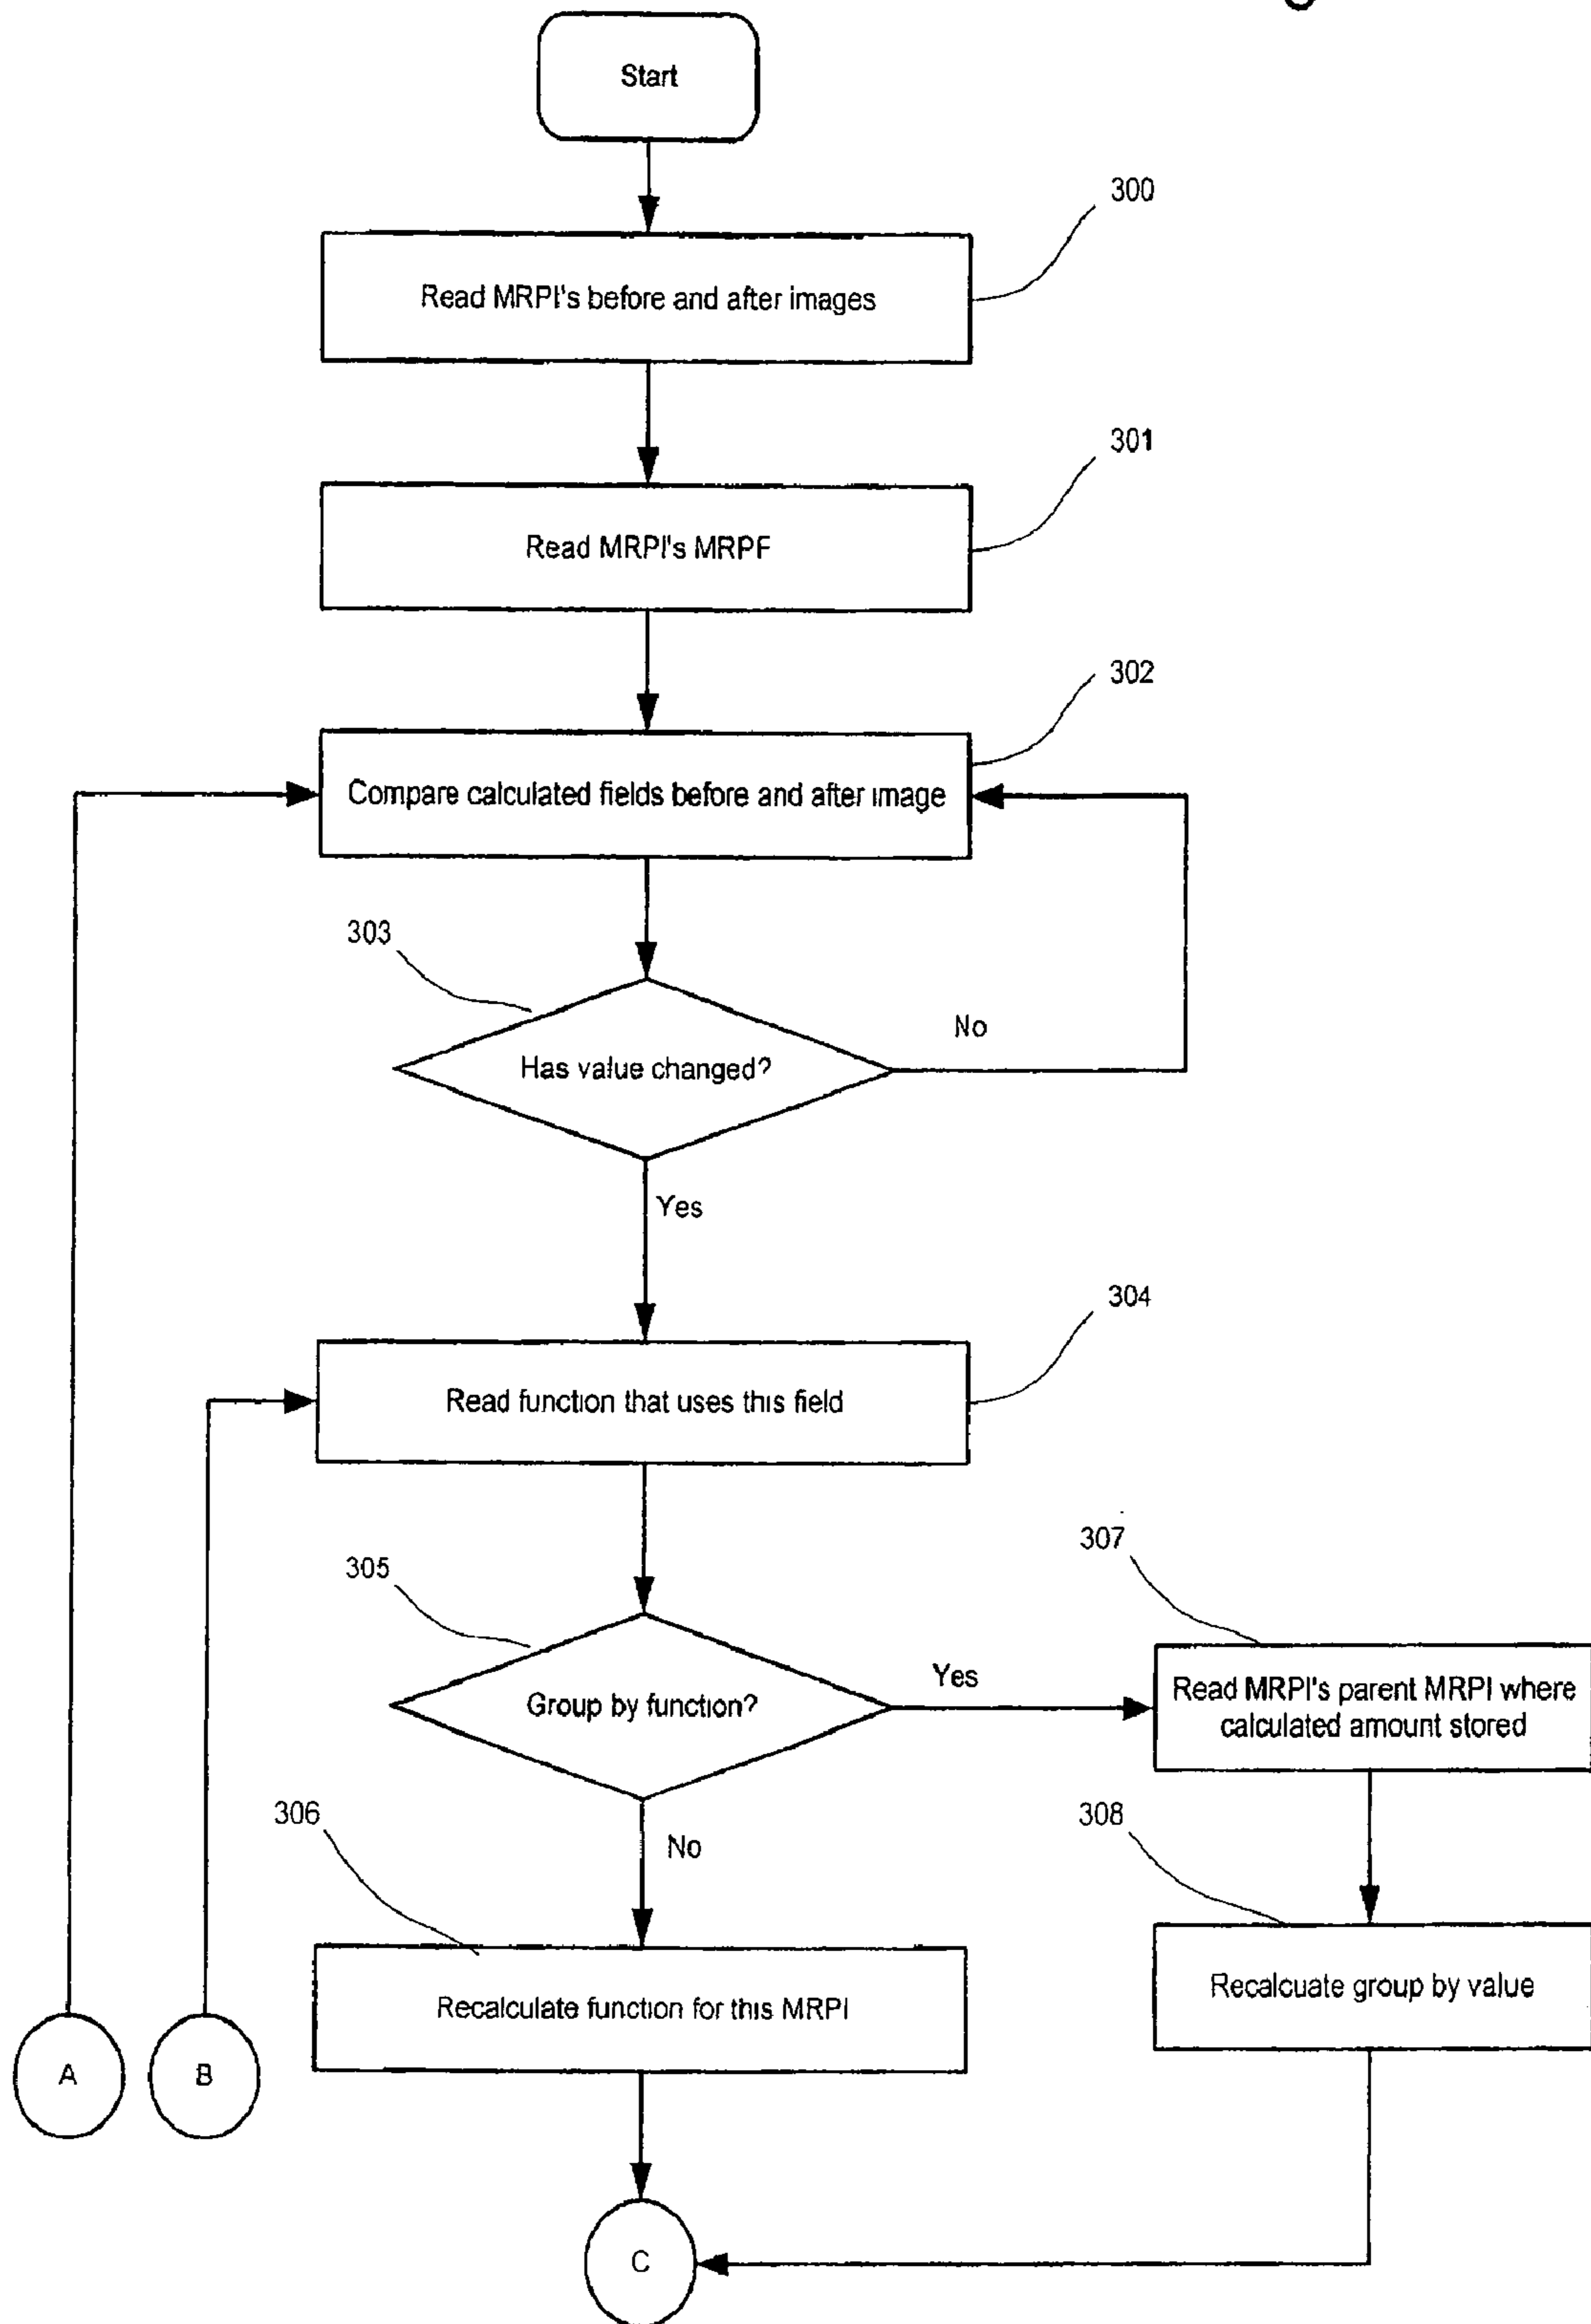 Start
300
Read MRPI's before and after images
301
Read MRPI's MRPF
302
Compare calculated fields before and after image
303
Has value changed?
No
Yes
304
Read function that uses this field
305
Group by function?
Yes
307
Read MRPI's parent MRPI where
calculated amount stored
306
No
308
Recalculate function for this MRPI
Recalcuate group by value
A
B
C